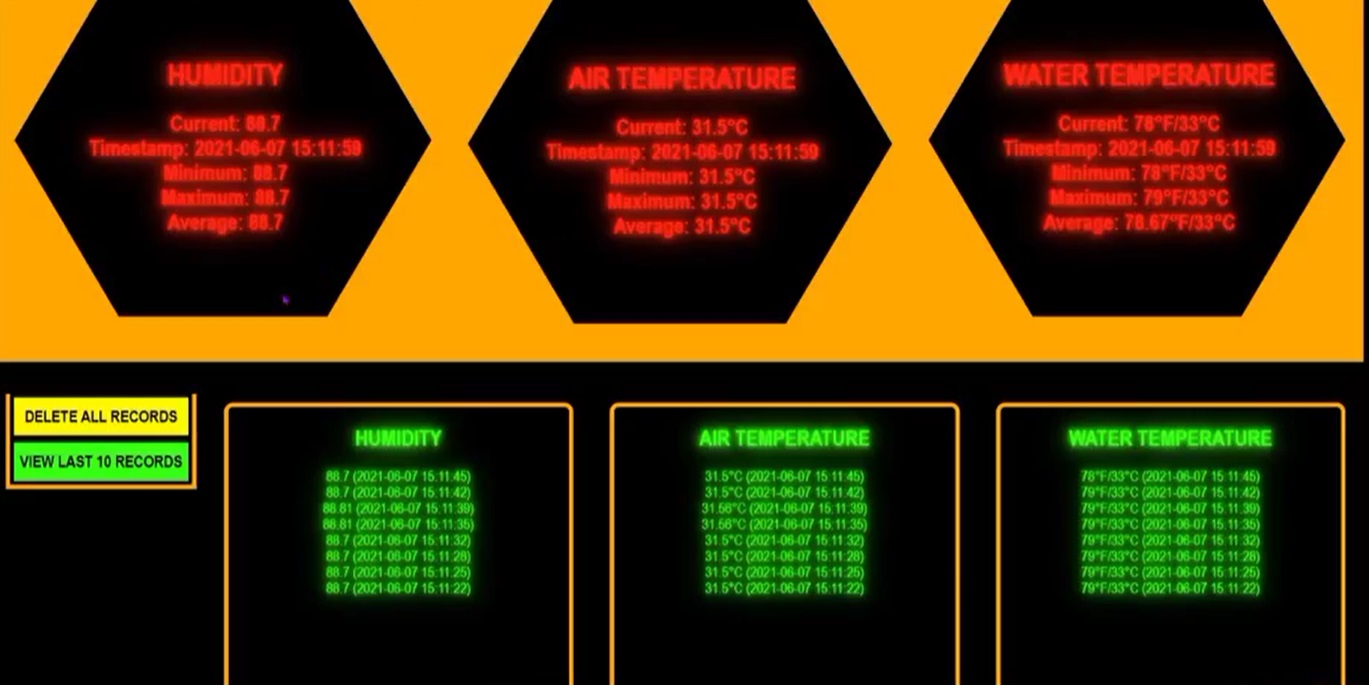 HUMIDITY
Current: 88.7
Timestamp: 2021-06-07 15:11:59
Minimum: 88.7
Maximum: 88.7
Average: 88.7
AIR TEMPERATURE
Current: 31.5°C
Timestamp: 2021-06-07 15:11:59
Minimum: 31.5°C
Maximum: 31.5°C
Average: 31.5°C
WATER TEMPERATURE
Current: 78°F/33°C
Timestamp: 2021-06-07 15:11:59
Minimum: 78°F/33°C
Maximum: 79°F/33°C
Average: 78.67°F/33°C
DELETE ALL RECORDS
VIEW LAST 10 RECORDS
HUMIDITY
88.7 (2021-06-07 15:11:45)
88.7 (2021-06-07 15:11:42)
88.81 (2021-06-07 15:11:39)
88.81 (2021-06-07 15:11:35)
88.7 (2021-06-07 15:11:32)
88.7 (2021-06-07 15:11:28)
88.7 (2021-06-07 15:11:25)
88.7 (2021-06-07 15:11:22)
AIR TEMPERATURE
31.5°C (2021-06-07 15:11:45)
31.5°C (2021-06-07 15:11:42)
31.56°C (2021-06-07 15:11:39)
31.56°C (2021-06-07 15:11:35)
31.5°C (2021-06-07 15:11:32)
31.5°C (2021-06-07 15:11:28)
31.5°C (2021-06-07 15:11:25)
31.5°C (2021-06-07 15:11:22)
WATER TEMPERATURE
78°F/33°C (2021-06-07 15:11:45)
79°F/33°C (2021-06-07 15:11:42)
79°F/33°C (2021-06-07 15:11:39)
79°F/33°C (2021-06-07 15:11:35)
79°F/33°C (2021-06-07 15:11:32)
79°F/33°C (2021-06-07 15:11:28)
79°F/33°C (2021-06-07 15:11:25)
79°F/33°C (2021-06-07 15:11:22)